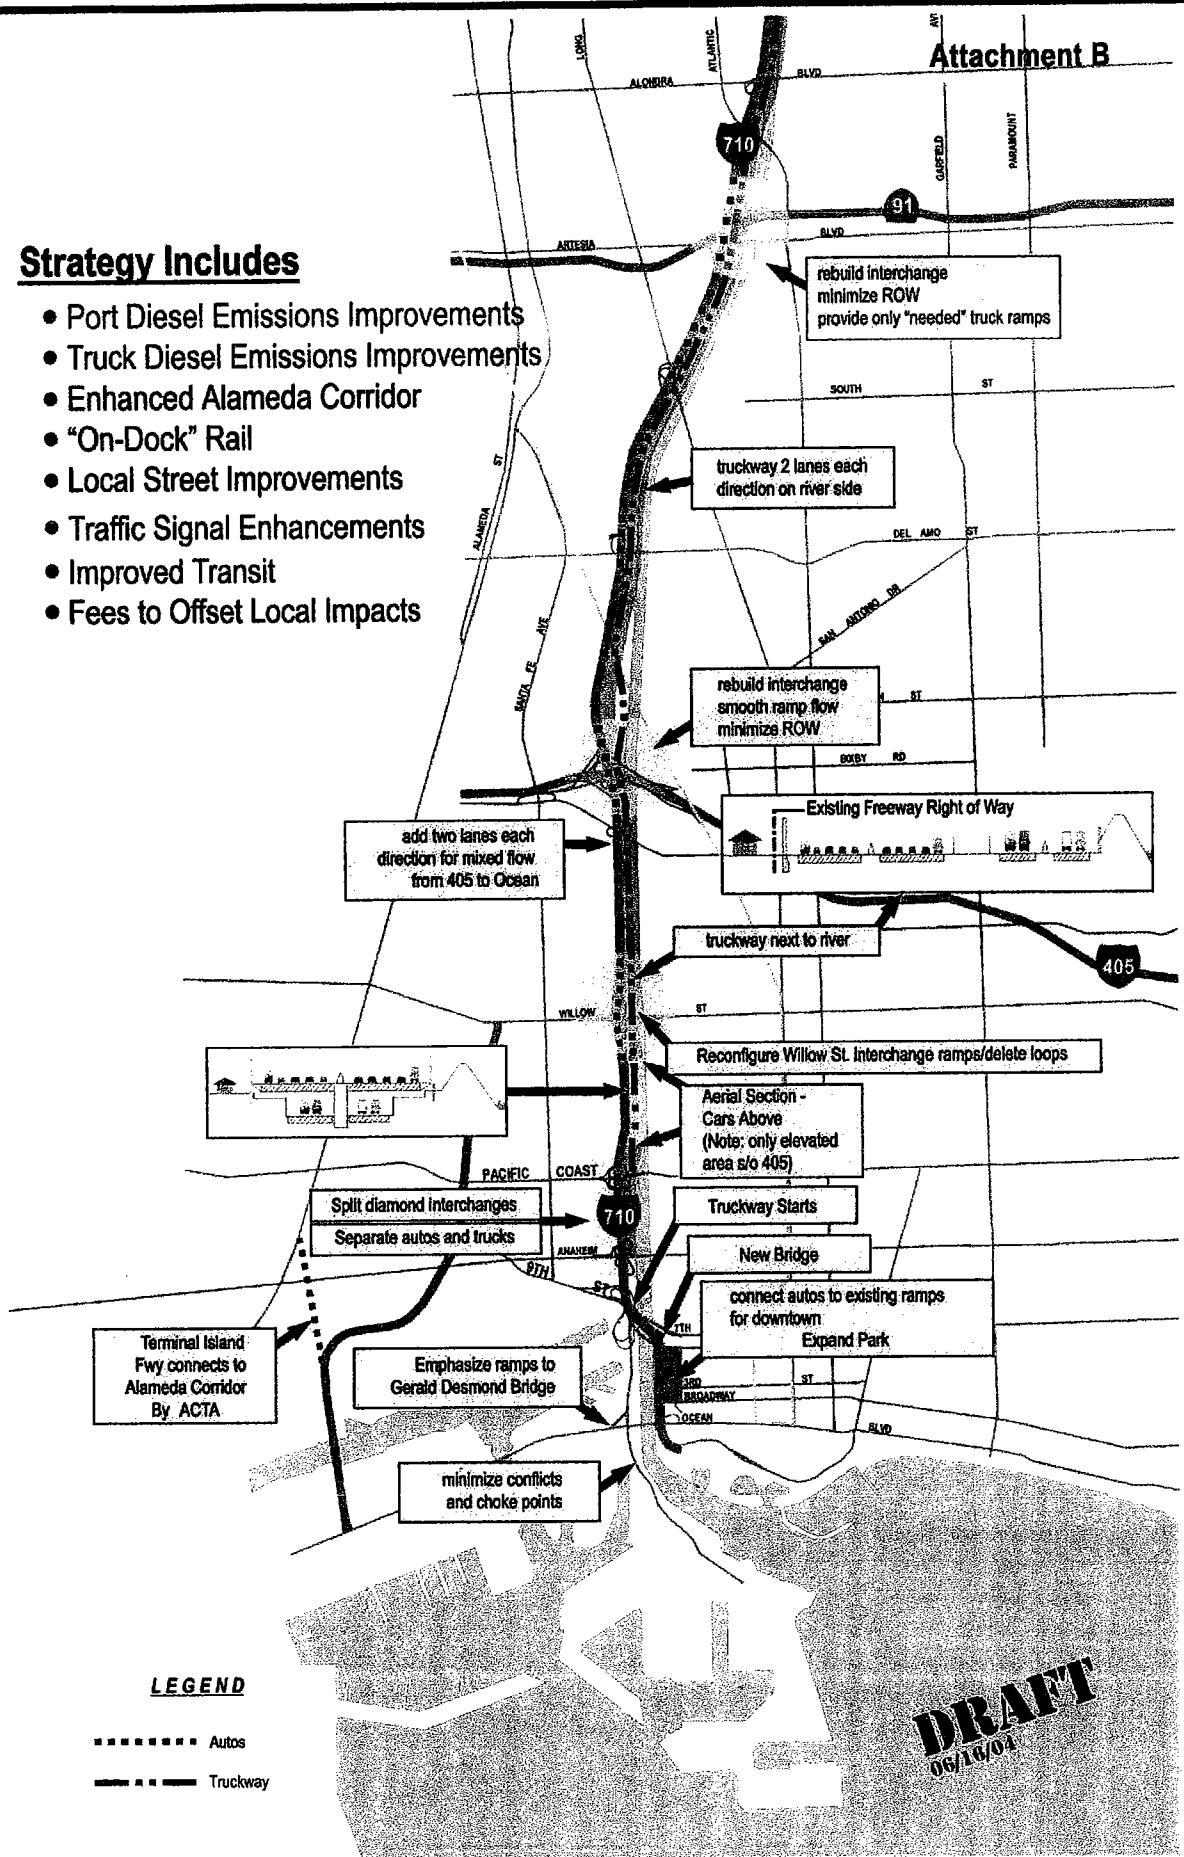 Attachment B
LONG
ATLANTIC
ALONDRA
BLVD
710
GARFIELD
PARAMOUNT
91
ARTESIA
BLVD
rebuild interchange
minimize ROW
provide only "needed" truck ramps
Strategy Includes
• Port Diesel Emissions Improvements
• Truck Diesel Emissions Improvements
• Enhanced Alameda Corridor
• "On-Dock" Rail
• Local Street Improvements
• Traffic Signal Enhancements
• Improved Transit
• Fees to Offset Local Impacts
SOUTH
ST
truckway 2 lanes each
direction on river side
ALAMEDA
ST
DEL AMO
ST
SAN ANTONIO DR
SANTA FE AVE
rebuild interchange
smooth ramp flow
minimize ROW
ST
BIXBY RD
Existing Freeway Right of Way
add two lanes each
direction for mixed flow
from 405 to Ocean
truckway next to river
405
WILLOW
ST
Reconfigure Willow St. Interchange ramps/delete loops
Aerial Section -
Cars Above
(Note: only elevated
area s/o 405)
PACIFIC COAST
Split diamond interchanges
Separate autos and trucks
710
Truckway Starts
ANAHEIM
9TH
ST
New Bridge
connect autos to existing ramps
for downtown
Expand Park
7TH
Terminal Island
Fwy connects to
Alameda Corridor
By ACTA
Emphasize ramps to
Gerald Desmond Bridge
3RD
ST
BROADWAY
OCEAN
BLVD
minimize conflicts
and choke points
LEGEND
Autos
Truckway
DRAFT
06/16/04